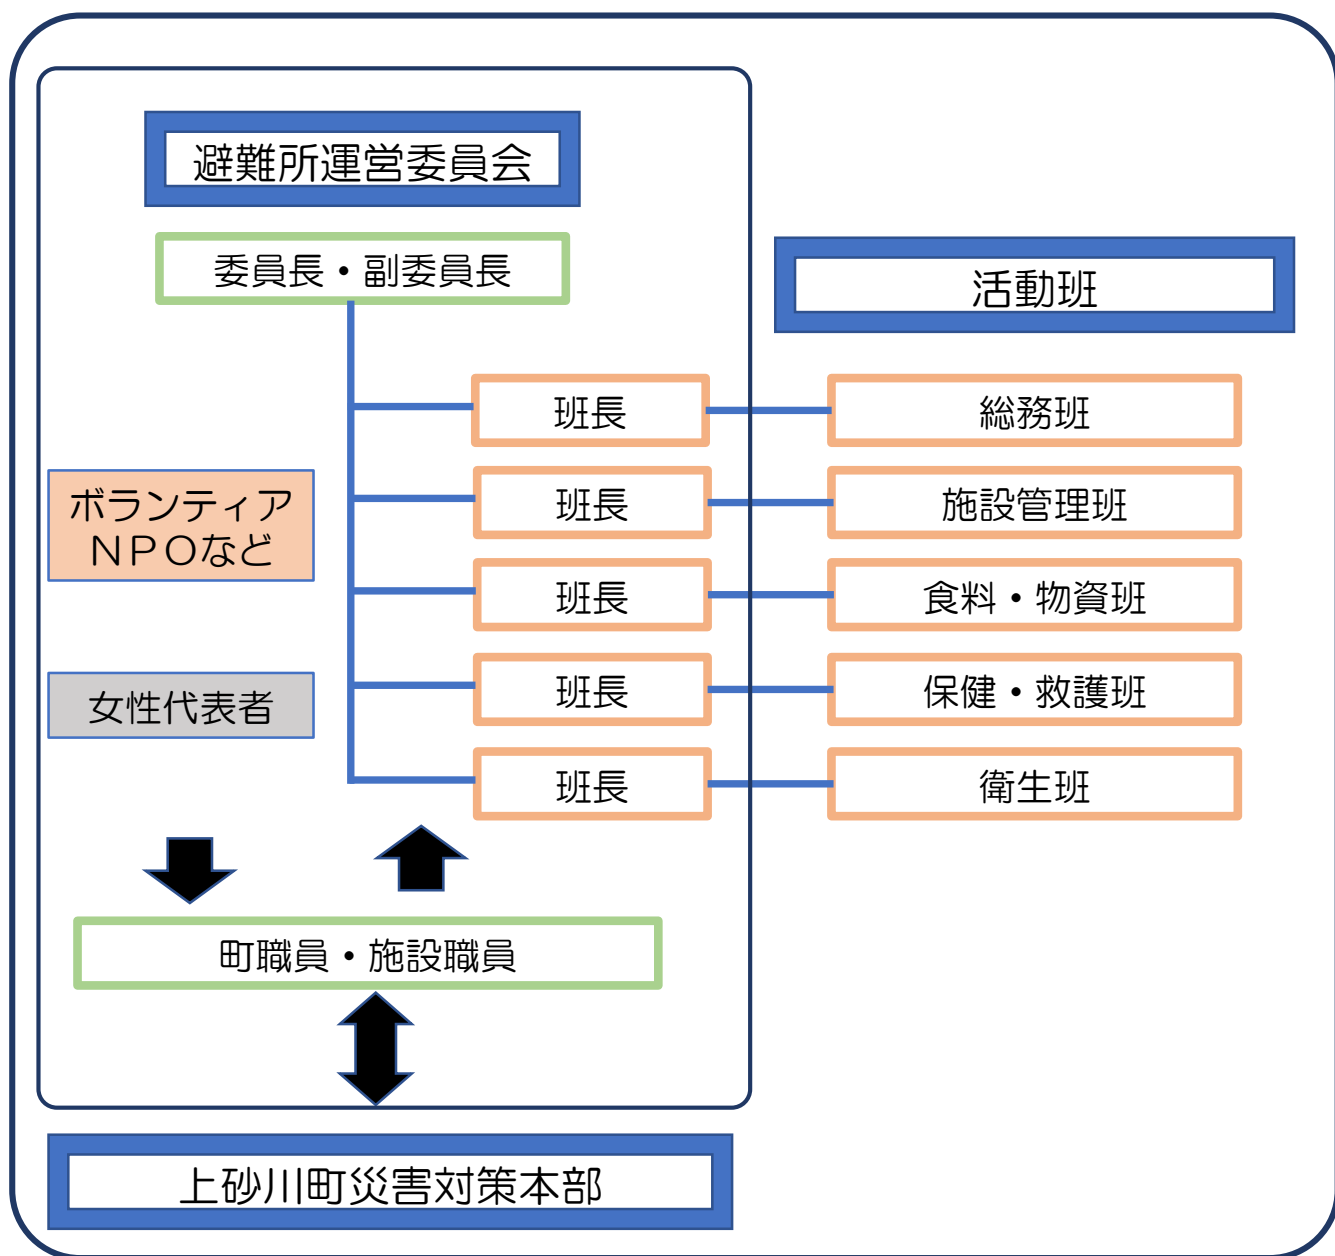 避難所運営委員会
委員長・副委員長
活動班
班長
総務班
ボランティア
ＮＰＯなど
班長
施設管理班
班長
食料・物資班
女性代表者
班長
保健・救護班
班長
衛生班
町職員・施設職員
上砂川町災害対策本部